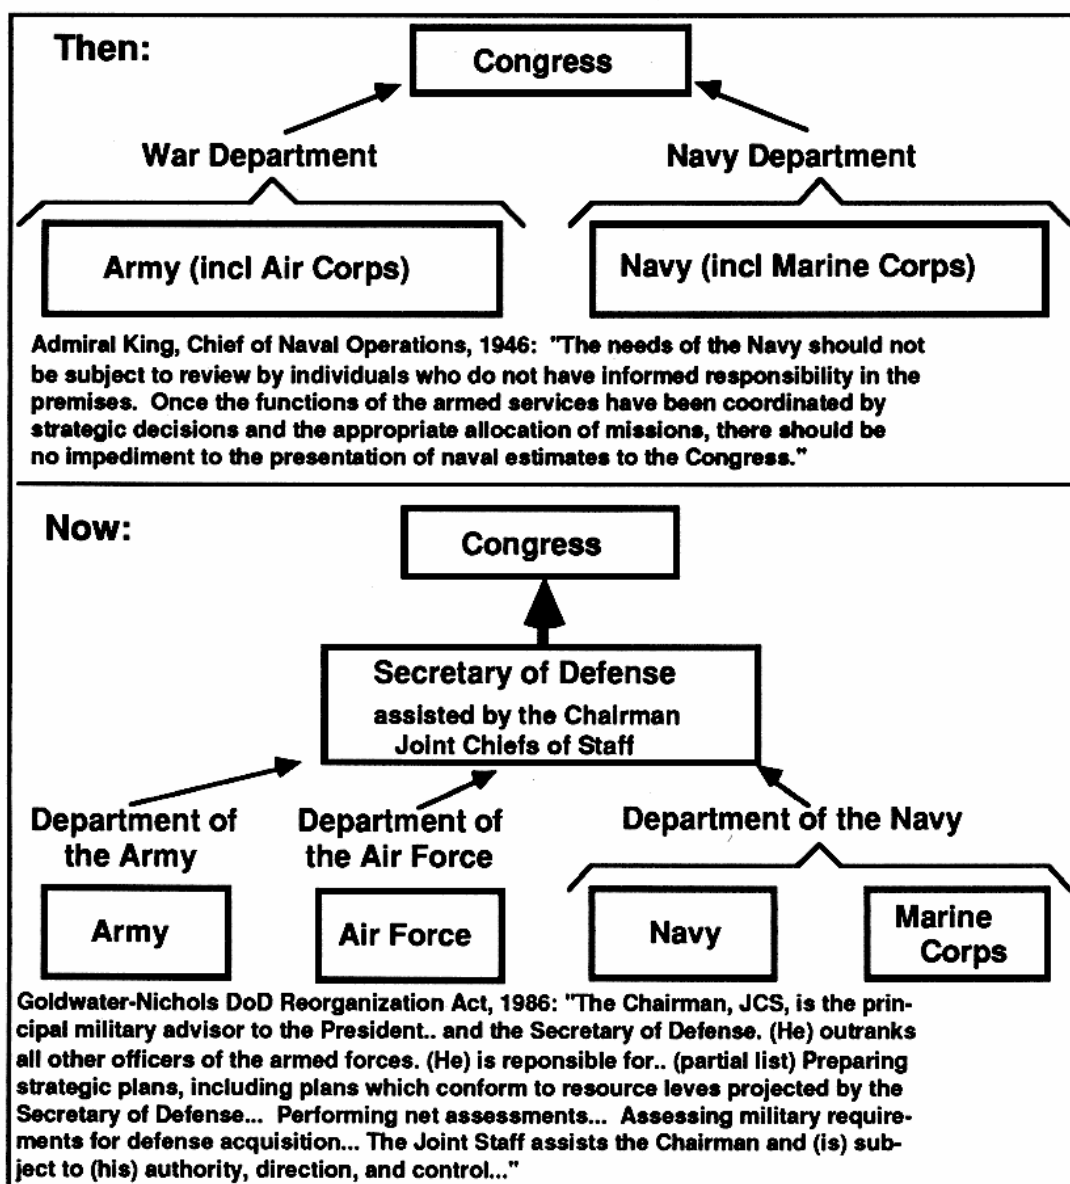 Then:
Congress
War Department
Navy Department
Army (incl Air Corps)
Navy (incl Marine Corps)
Admiral King, Chief of Naval Operations, 1946:  "The needs of the Navy should not
be subject to review by individuals who do not have informed responsibility in the
premises.  Once the functions of the armed services have been coordinated by
strategic decisions and the appropriate allocation of missions, there should be
no impediment to the presentation of naval estimates to the Congress."
Now:
Congress
Secretary of Defense
assisted by the Chairman
Joint Chiefs of Staff
Department of
the Army
Department of
the Air Force
Department of the Navy
Army
Air Force
Navy
Marine
Corps
Goldwater-Nichols DoD Reorganization Act, 1986: "The Chairman, JCS, is the prin-
cipal military advisor to the President.. and the Secretary of Defense. (He) outranks
all other officers of the armed forces. (He) is reponsible for.. (partial list) Preparing
strategic plans, including plans which conform to resource leves projected by the
Secretary of Defense...  Performing net assessments...  Assessing military require-
ments for defense acquisition... The Joint Staff assists the Chairman and (is) sub-
ject to (his) authority, direction, and control..."